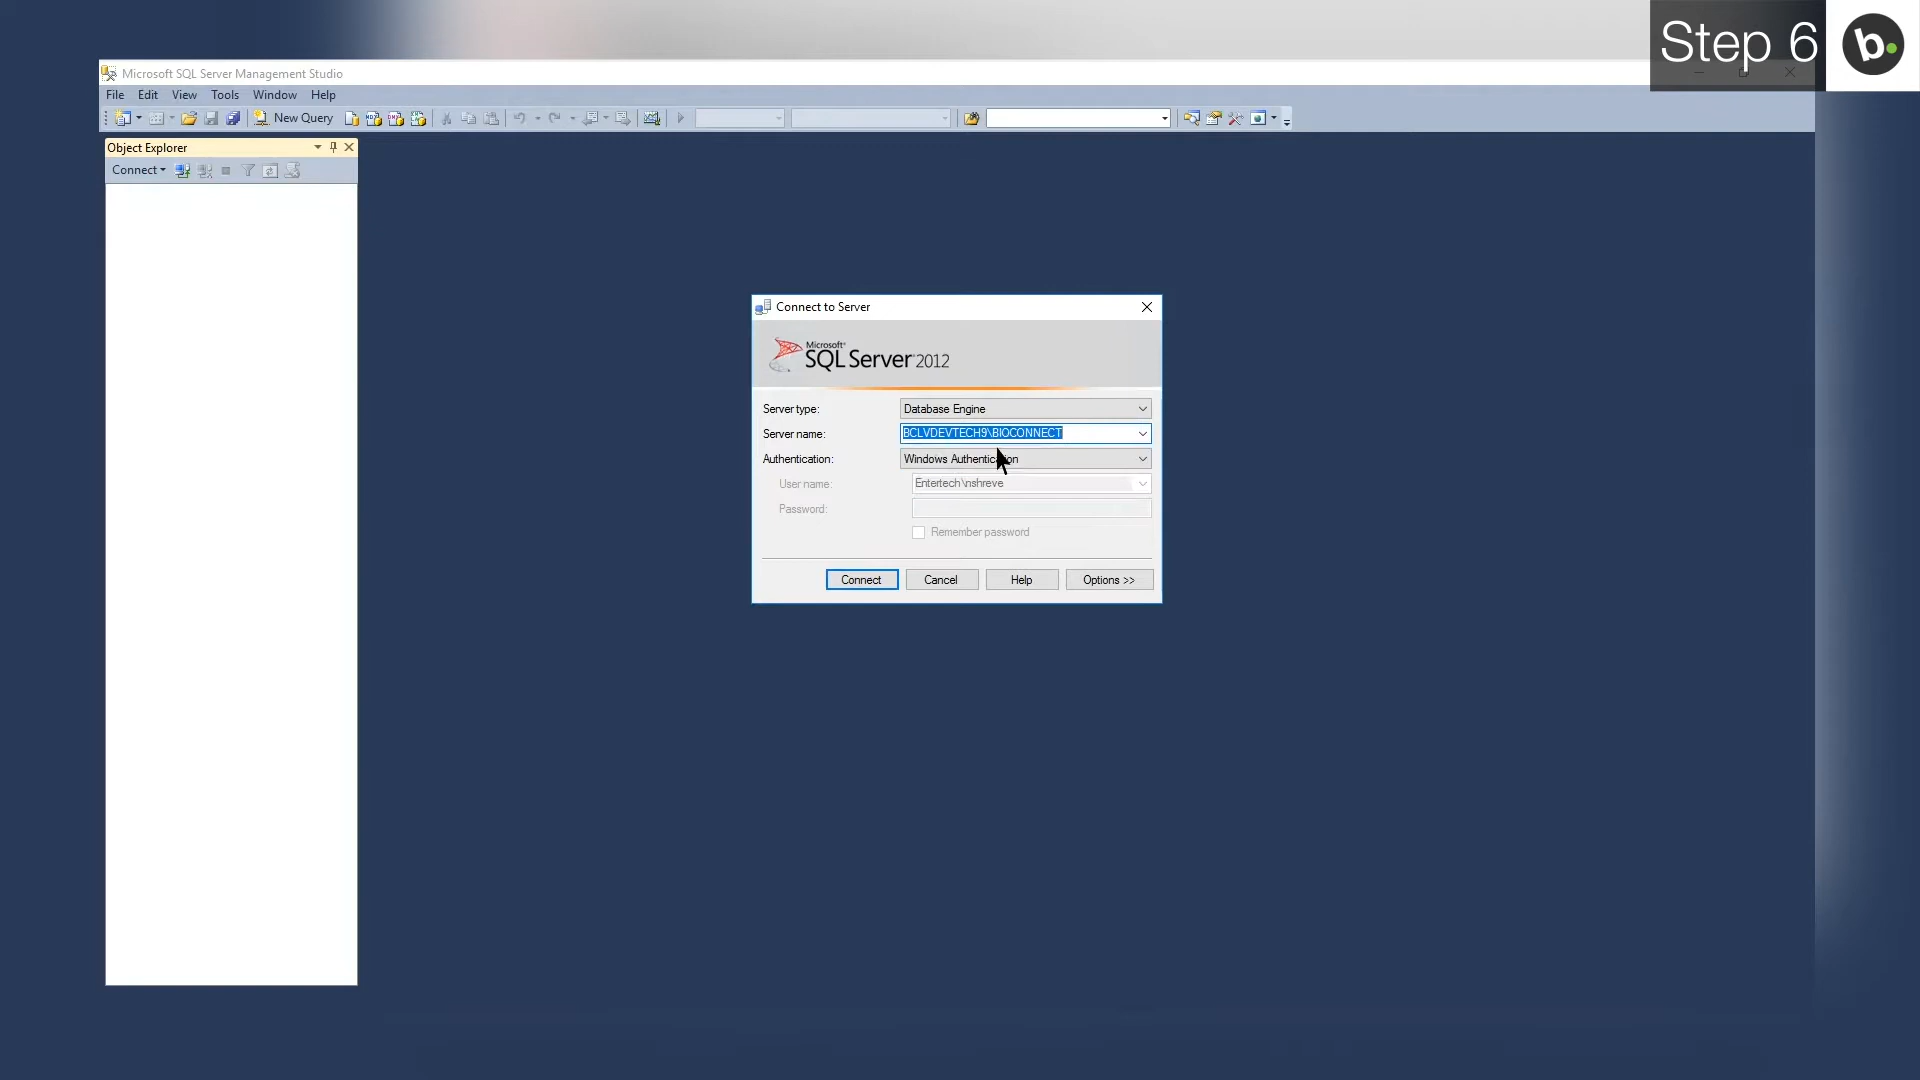 Step 6
b.
Microsoft SQL Server Management Studio
File Edit View Tools Window Help
New Query
Object Explorer
Connect
Connect to Server
Microsoft®
SQL Server 2012
Server type: Database Engine
Server name: BCLVDEVTECH9\BIOCONNECT
Authentication: Windows Authentication
User name: Entertech\nshreve
Password:
Remember password
Connect Cancel Help Options >>